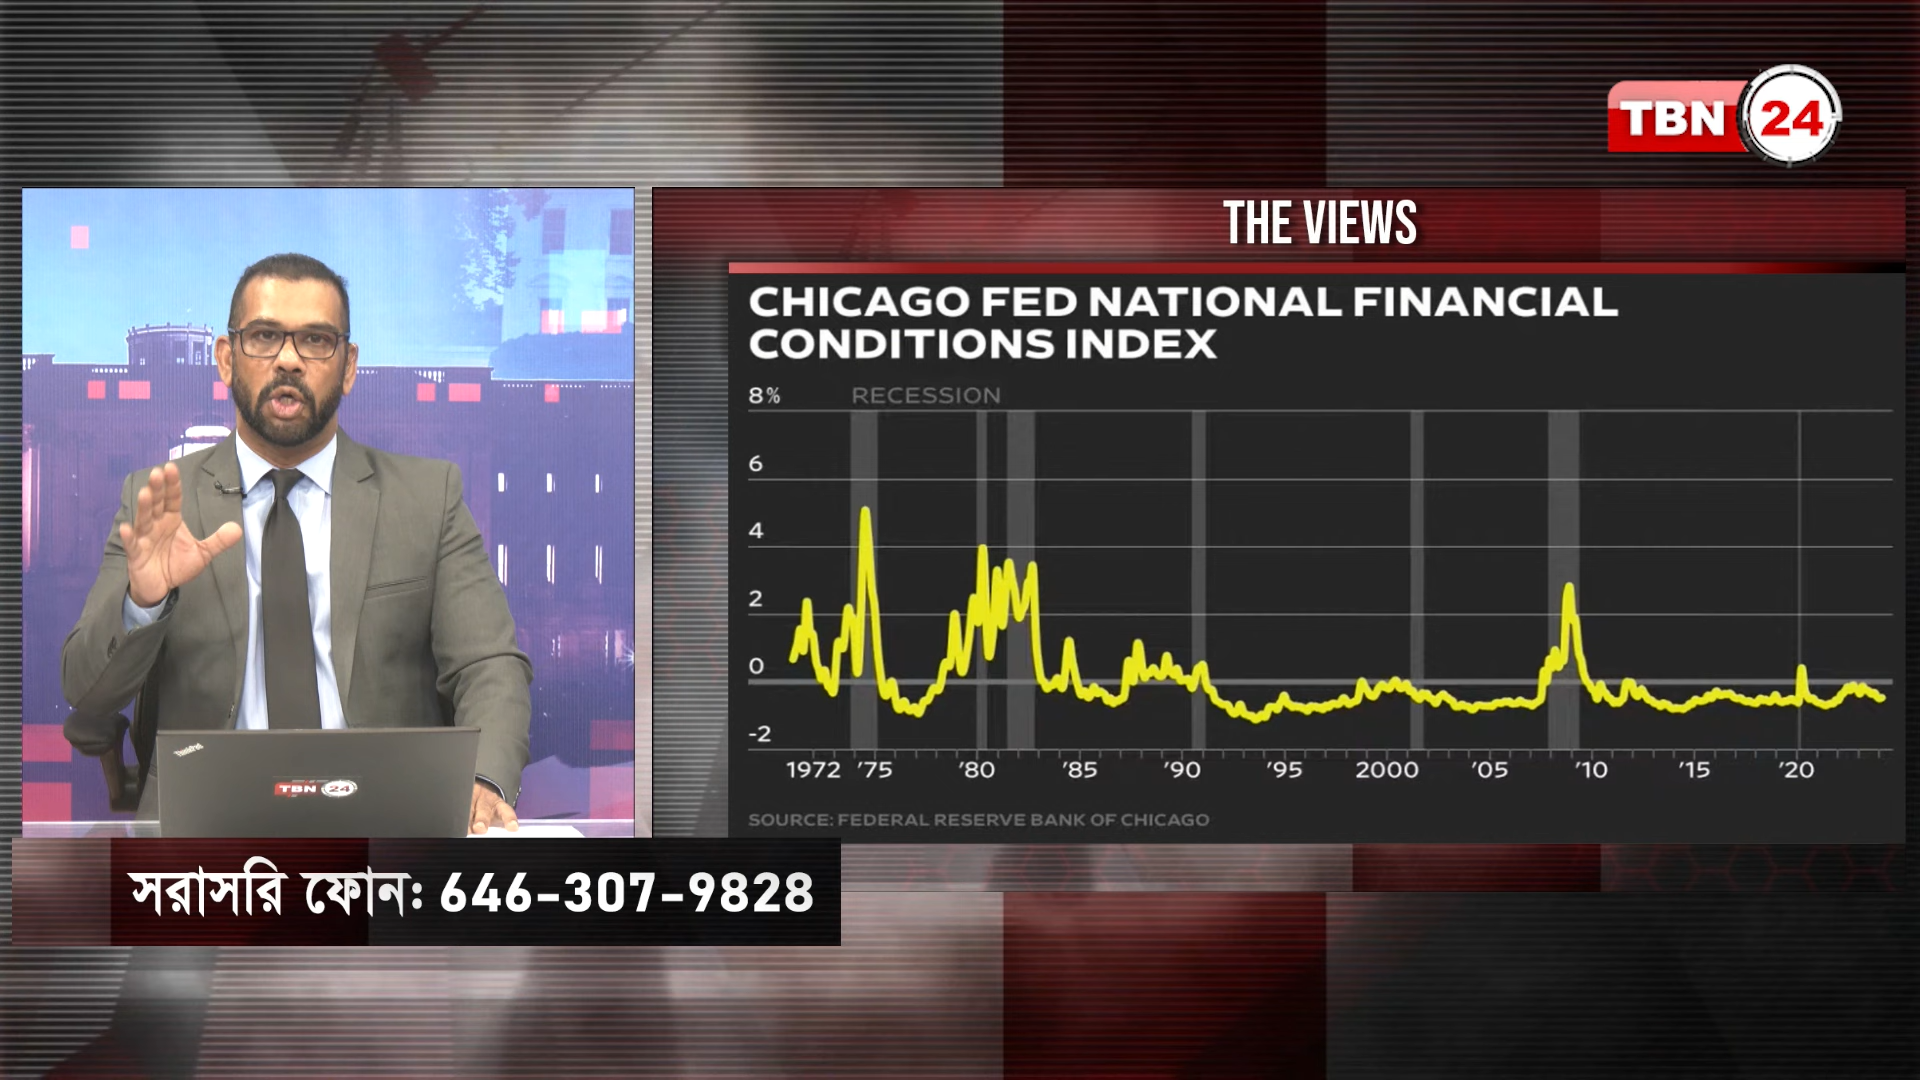 TBN 24
THE VIEWS
CHICAGO FED NATIONAL FINANCIAL
CONDITIONS INDEX
8%
RECESSION
6
4
2
0
-2
1972 '75 '80 '85 '90 '95 2000 '05 '10 '15 '20
SOURCE: FEDERAL RESERVE BANK OF CHICAGO
ThinkPad
TBN 24
সরাসরি ফোন: 646-307-9828